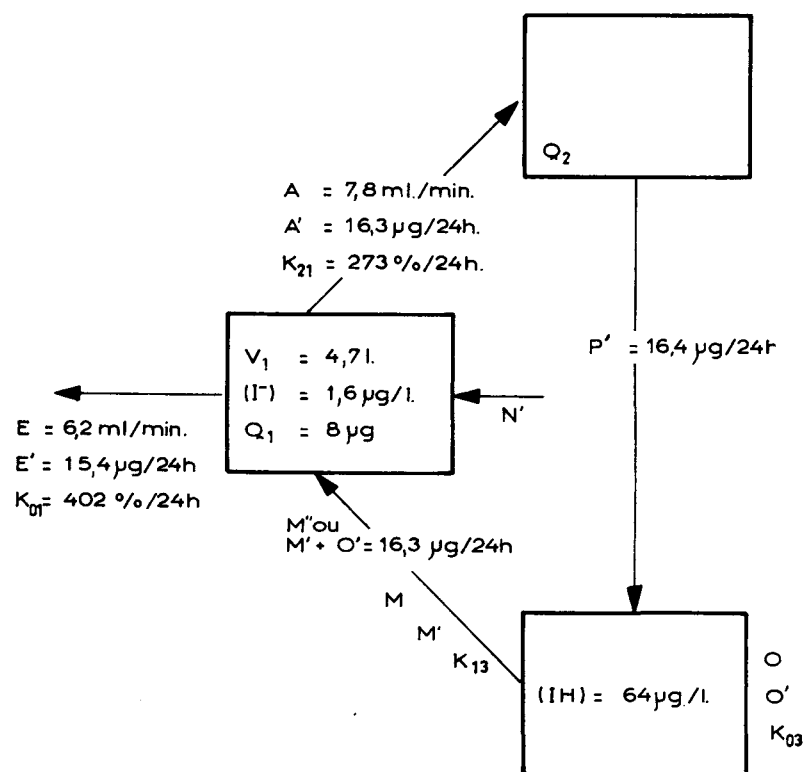 Q₂
A = 7,8 ml./min.
A' = 16,3 µg/24h.
K₂₁ = 273 %/24h.
P' = 16,4 µg/24h
V₁ = 4,7 l.
(I⁻) = 1,6 µg/l.
Q₁ = 8 µg
N'
E = 6,2 ml/min.
E' = 15,4 µg/24h
K₀₁ = 402 %/24h
M" ou
M' + O' = 16,3 µg/24h
M
M'
K₁₃
(IH) = 64 µg./l.
O
O'
K₀₃